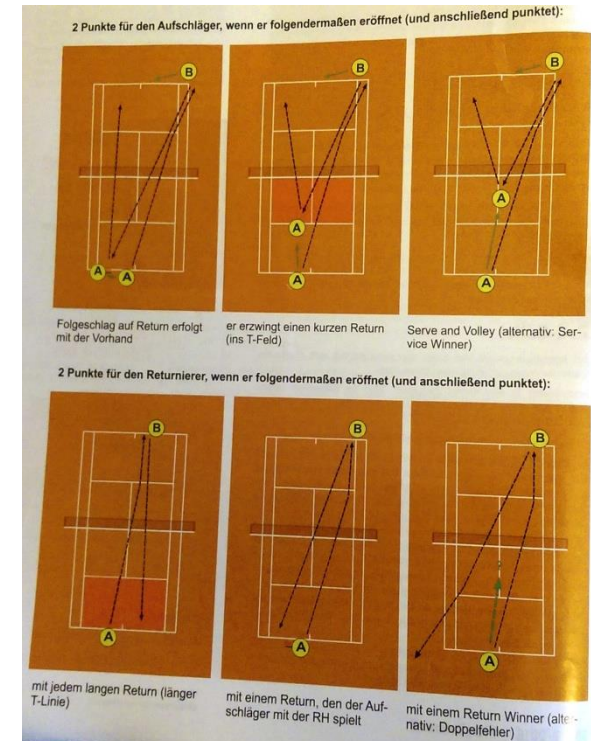 2 Punkte für den Aufschläger, wenn er folgendermaßen eröffnet (und anschließend punktet):
B
B
B
A
A
A
A
A
A
Folgeschlag auf Return erfolgt
mit der Vorhand
er erzwingt einen kurzen Return
(ins T-Feld)
Serve and Volley (alternativ: Ser-
vice Winner)
2 Punkte für den Returnierer, wenn er folgendermaßen eröffnet (und anschließend punktet):
B
B
B
A
A
A
mit jedem langen Return (länger
T-Linie)
mit einem Return, den der Auf-
schläger mit der RH spielt
mit einem Return Winner (alter-
nativ: Doppelfehler)